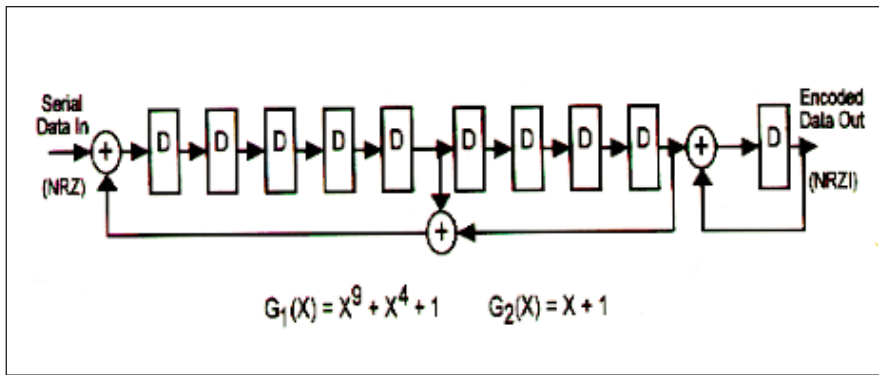 Serial
Data In
(NRZ)
D D D D D D D D D D
Encoded
Data Out
(NRZI)
G₁(X) = X⁹ + X⁴ + 1 G₂(X) = X + 1